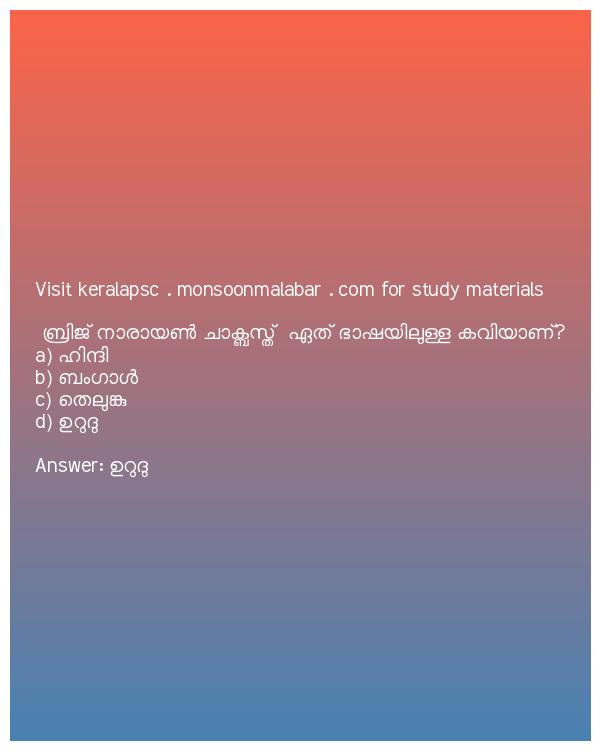 Visit keralapsc . monsoonmalabar . com for study materials
ബ്രിജ് നാരായൺ ചാക്ബസ്ത് ഏത് ഭാഷയിലുള്ള കവിയാണ്?
a) ഹിന്ദി
b) ബംഗാൾ
c) തെലുങ്കു
d) ഉറുദു
Answer: ഉറുദു